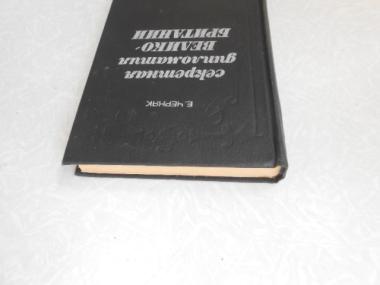 Е. ЧЕРНЯК
секретная
дипломатия
ВЕЛИКО-
БРИТАНИИ